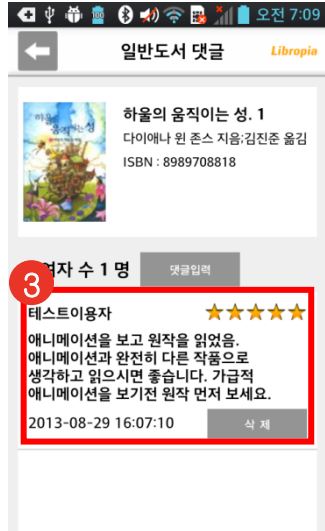 오전 7:09
일반도서 댓글
Libropia
하울의 움직이는 성. 1
다이애나 윈 존스 지음;김진준 옮김
ISBN : 8989708818
3
여자 수 1 명
댓글입력
테스트이용자
애니메이션을 보고 원작을 읽었음.
애니메이션과 완전히 다른 작품으로
생각하고 읽으시면 좋습니다. 가급적
애니메이션을 보기전 원작 먼저 보세요.
2013-08-29 16:07:10
삭 제